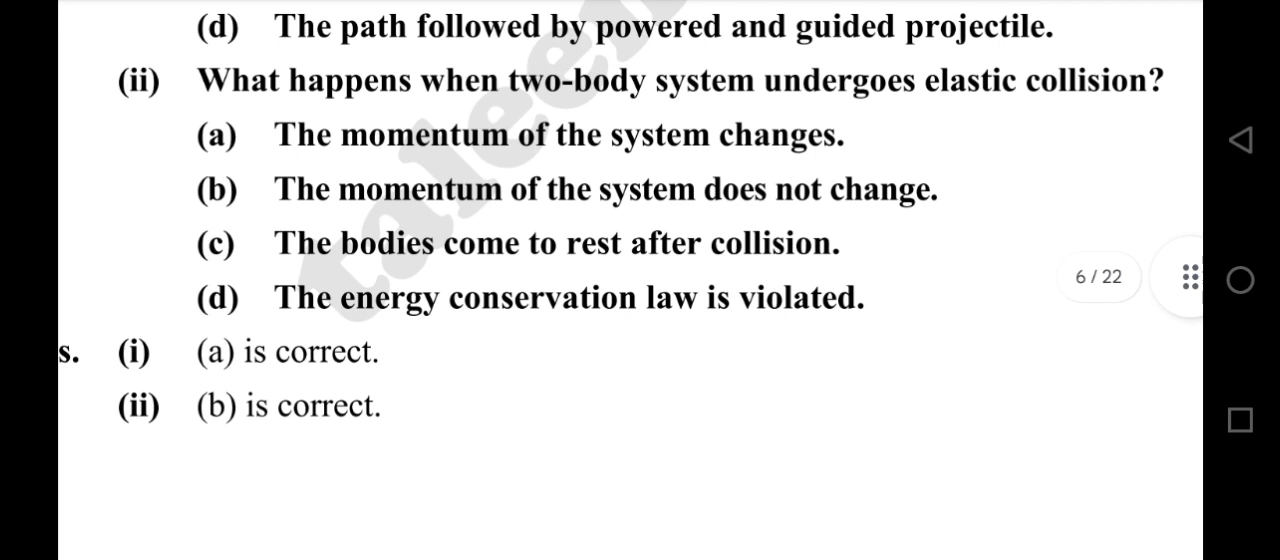 (d) The path followed by powered and guided projectile.
(ii) What happens when two-body system undergoes elastic collision?
(a) The momentum of the system changes.
(b) The momentum of the system does not change.
(c) The bodies come to rest after collision.
(d) The energy conservation law is violated.
6 / 22
s. (i) (a) is correct.
(ii) (b) is correct.